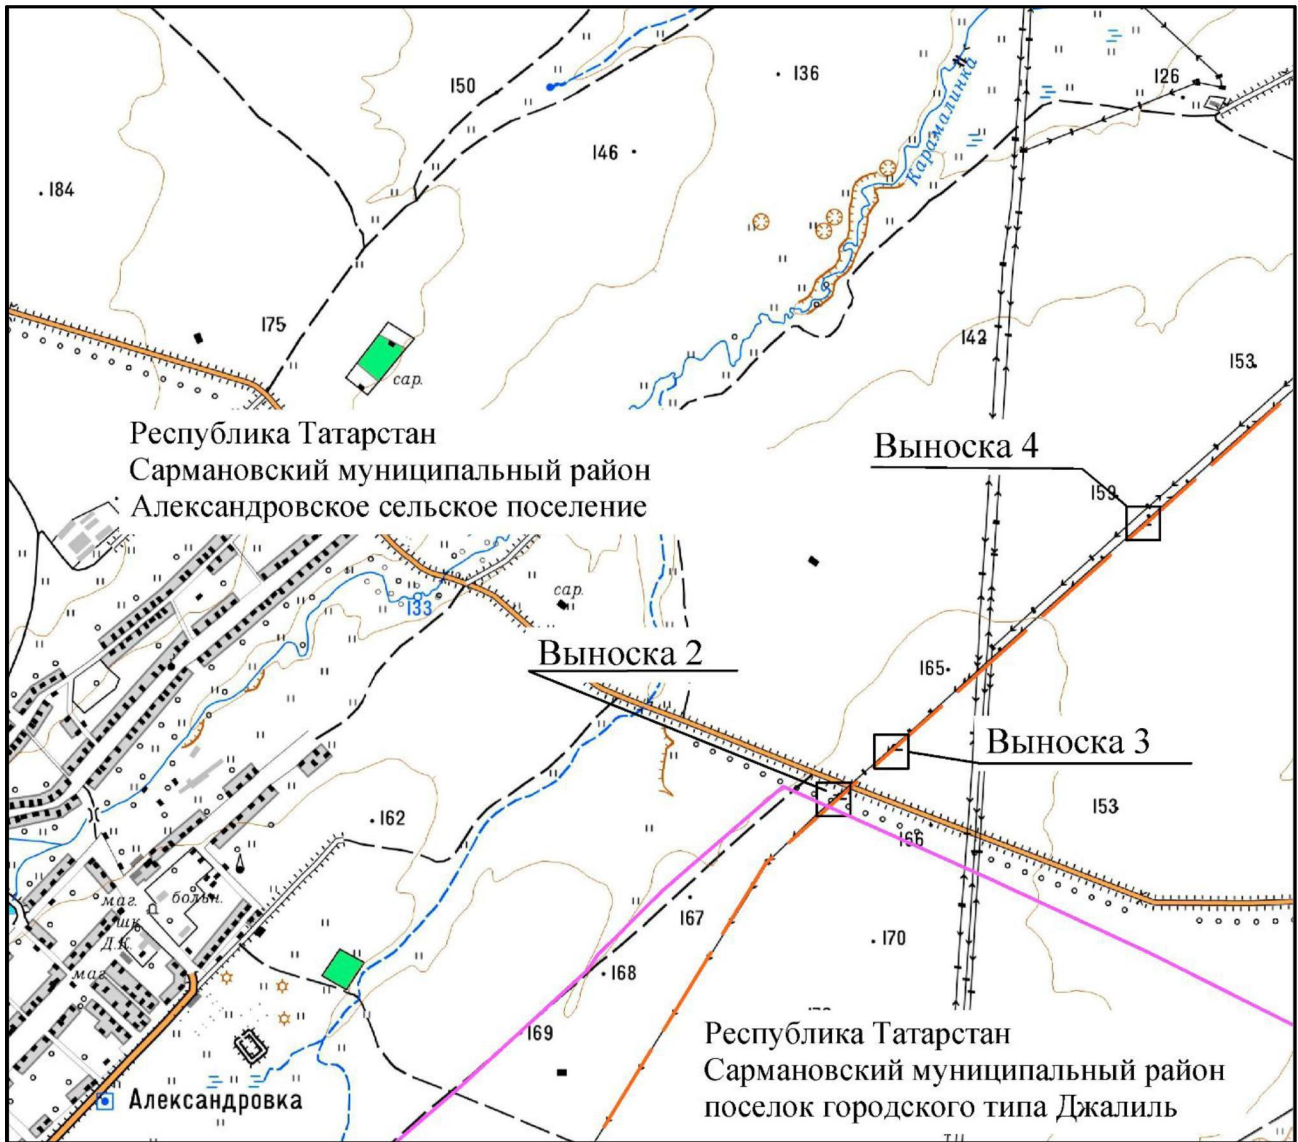 150
136
126
Карамалинка
146
184
175
142
153
сар.
Республика Татарстан
Сармановский муниципальный район
Александровское сельское поселение
Выноска 4
159
133
сар.
Выноска 2
165
Выноска 3
153
162
166
маг.
больн.
шк.
Д.К.
маг
167
170
168
169
Республика Татарстан
Сармановский муниципальный район
поселок городского типа Джалиль
Александровка